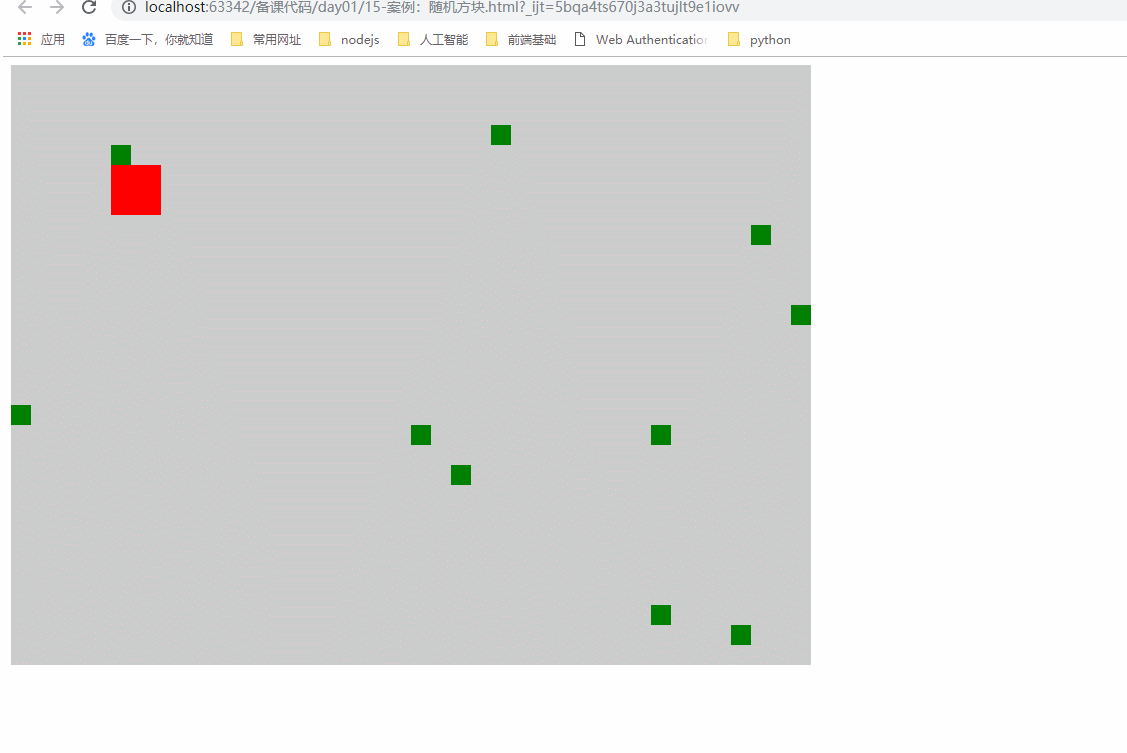 localhost:63342/备课代码/day01/15-案例：随机方块.html?_ijt=5bqa4ts670j3a3tujlt9e1iovv
应用 百度一下，你就知道 常用网址 nodejs 人工智能 前端基础 Web Authentication python